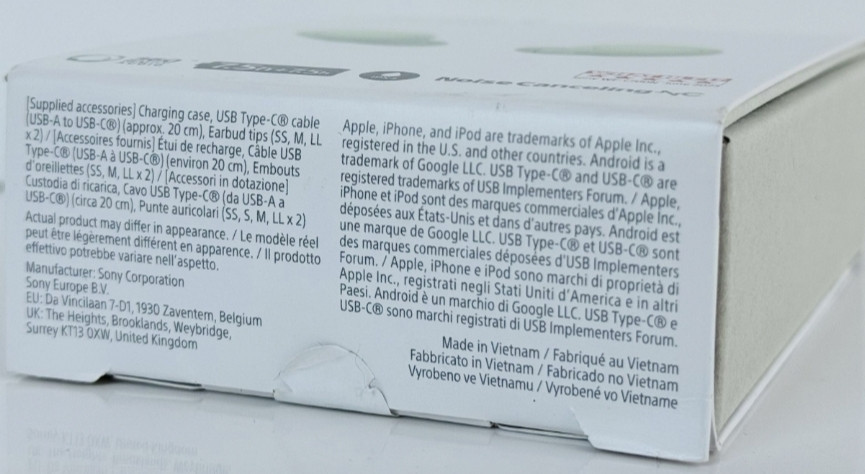 Noise Canceling NC
[Supplied accessories] Charging case, USB Type-C® cable
(USB-A to USB-C®) (approx. 20 cm), Earbud tips (SS, M, LL
x 2) / [Accessoires fournis] Étui de recharge, Câble USB
Type-C® (USB-A à USB-C®) (environ 20 cm), Embouts
d'oreillettes (SS, M, LL x 2) / [Accessori in dotazione]
Custodia di ricarica, Cavo USB Type-C® (da USB-A a
USB-C®) (circa 20 cm), Punte auricolari (SS, S, M, LL x 2)
Actual product may differ in appearance. / Le modèle réel
peut être légèrement différent en apparence. / Il prodotto
effettivo potrebbe variare nell'aspetto.
Manufacturer: Sony Corporation
Sony Europe B.V.
EU: Da Vincilaan 7-D1, 1930 Zaventem, Belgium
UK: The Heights, Brooklands, Weybridge,
Surrey KT13 0XW, United Kingdom
Apple, iPhone, and iPod are trademarks of Apple Inc.,
registered in the U.S. and other countries. Android is a
trademark of Google LLC. USB Type-C® and USB-C® are
registered trademarks of USB Implementers Forum. / Apple,
iPhone et iPod sont des marques commerciales d'Apple Inc.,
déposées aux États-Unis et dans d'autres pays. Android est
une marque de Google LLC. USB Type-C® et USB-C® sont
des marques commerciales déposées d'USB Implementers
Forum. / Apple, iPhone e iPod sono marchi di proprietà di
Apple Inc., registrati negli Stati Uniti d'America e in altri
Paesi. Android è un marchio di Google LLC. USB Type-C® e
USB-C® sono marchi registrati di USB Implementers Forum.
Made in Vietnam / Fabriqué au Vietnam
Fabbricato in Vietnam / Fabricado no Vietnam
Vyrobeno ve Vietnamu / Vyrobené vo Vietname